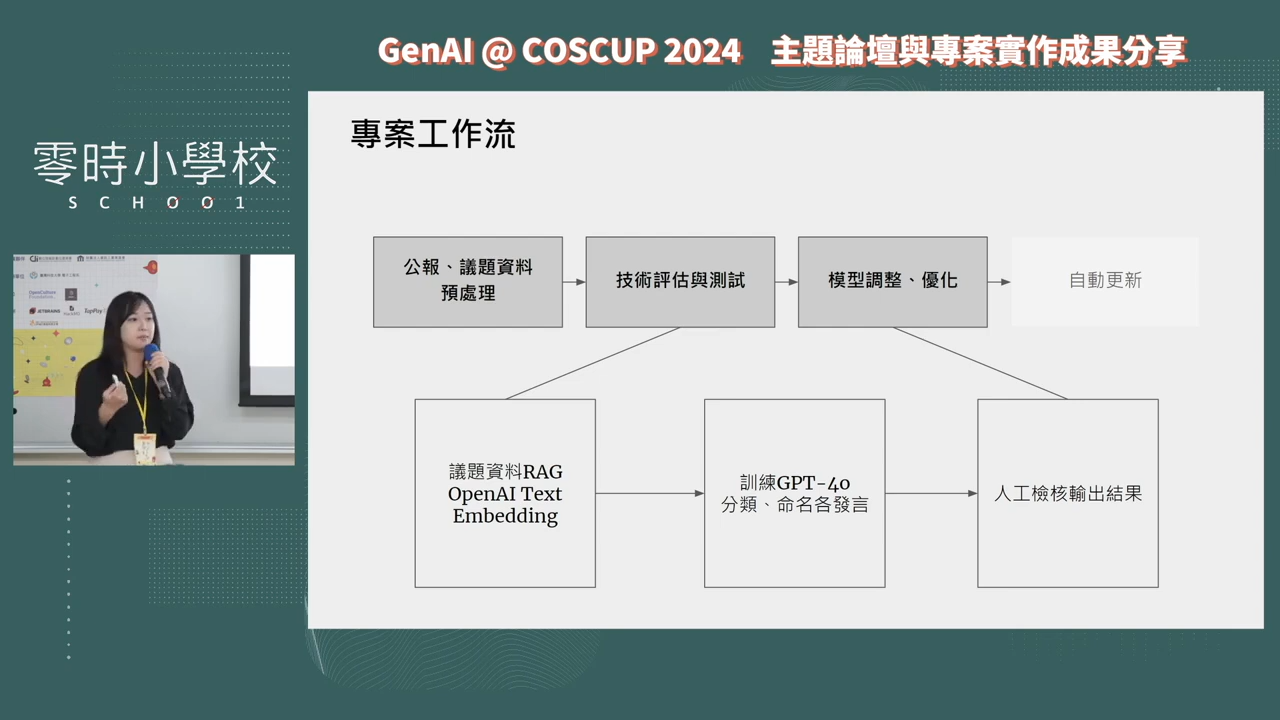 GenAI @ COSCUP 2024 主題論壇與專案實作成果分享
零時小學校
SCHOO1
專案工作流
公報、議題資料
預處理
技術評估與測試
模型調整、優化
自動更新
議題資料RAG
OpenAI Text
Embedding
訓練GPT-4o
分類、命名各發言
人工檢核輸出結果
OpenCulture
Foundation
JETBRAINS